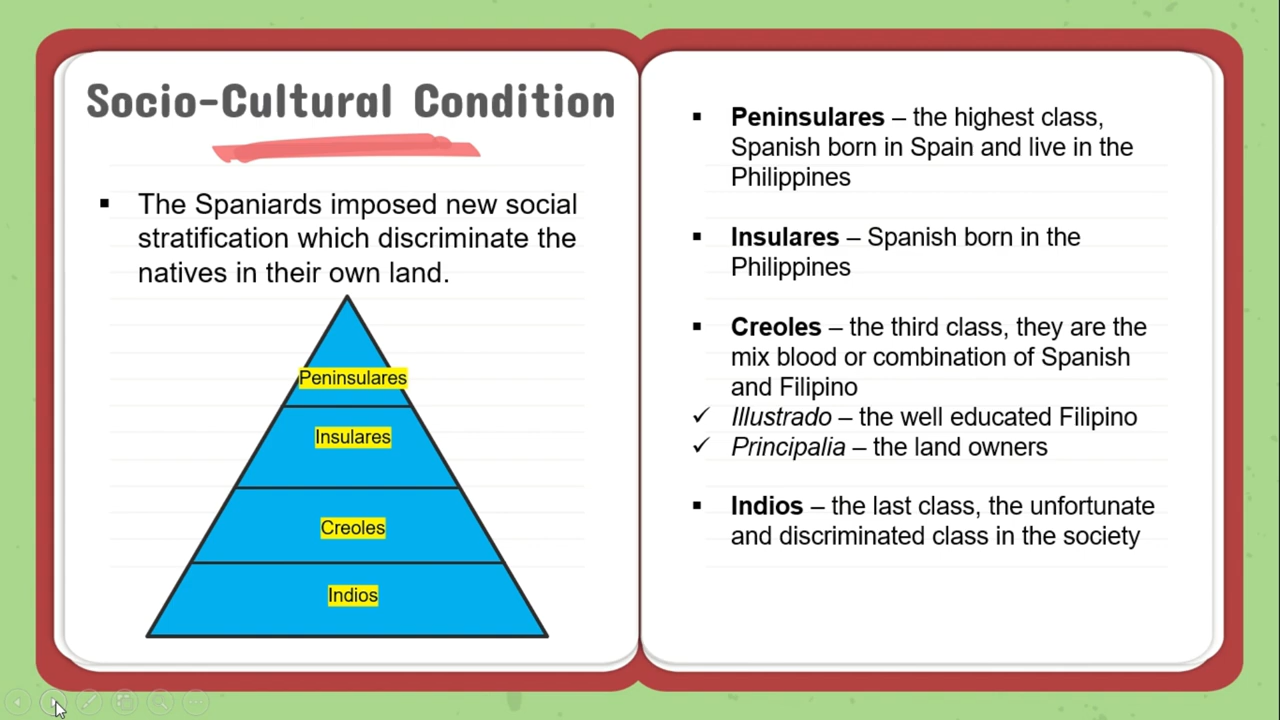 Socio-Cultural Condition
▪ The Spaniards imposed new social
stratification which discriminate the
natives in their own land.
Peninsulares
Insulares
Creoles
Indios
▪ Peninsulares – the highest class,
Spanish born in Spain and live in the
Philippines
▪ Insulares – Spanish born in the
Philippines
▪ Creoles – the third class, they are the
mix blood or combination of Spanish
and Filipino
✓ Illustrado – the well educated Filipino
✓ Principalia – the land owners
▪ Indios – the last class, the unfortunate
and discriminated class in the society